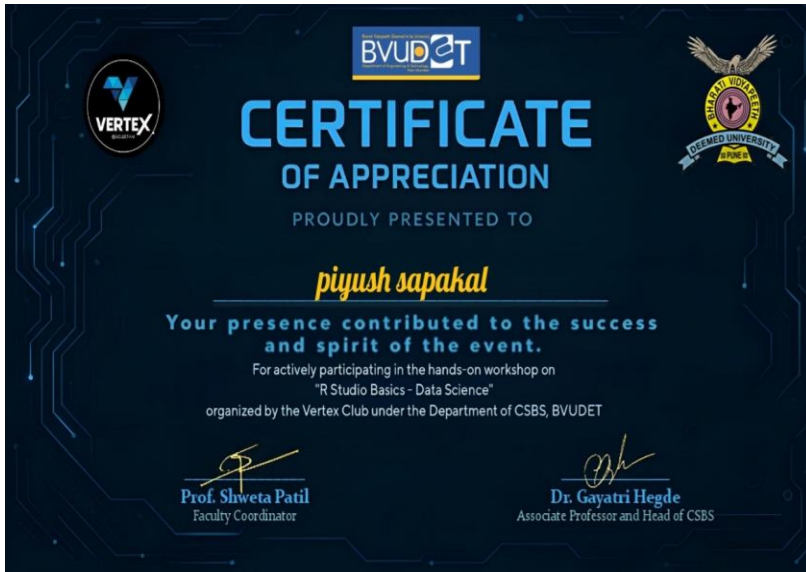 BVUDET
VERTEX
CERTIFICATE
OF APPRECIATION
BHARATI VIDYAPEETH
DEEMED UNIVERSITY
PUNE
PROUDLY PRESENTED TO
piyush sapakal
Your presence contributed to the success
and spirit of the event.
For actively participating in the hands-on workshop on
"R Studio Basics - Data Science"
organized by the Vertex Club under the Department of CSBS, BVUDET
Prof. Shweta Patil
Faculty Coordinator
Dr. Gayatri Hegde
Associate Professor and Head of CSBS